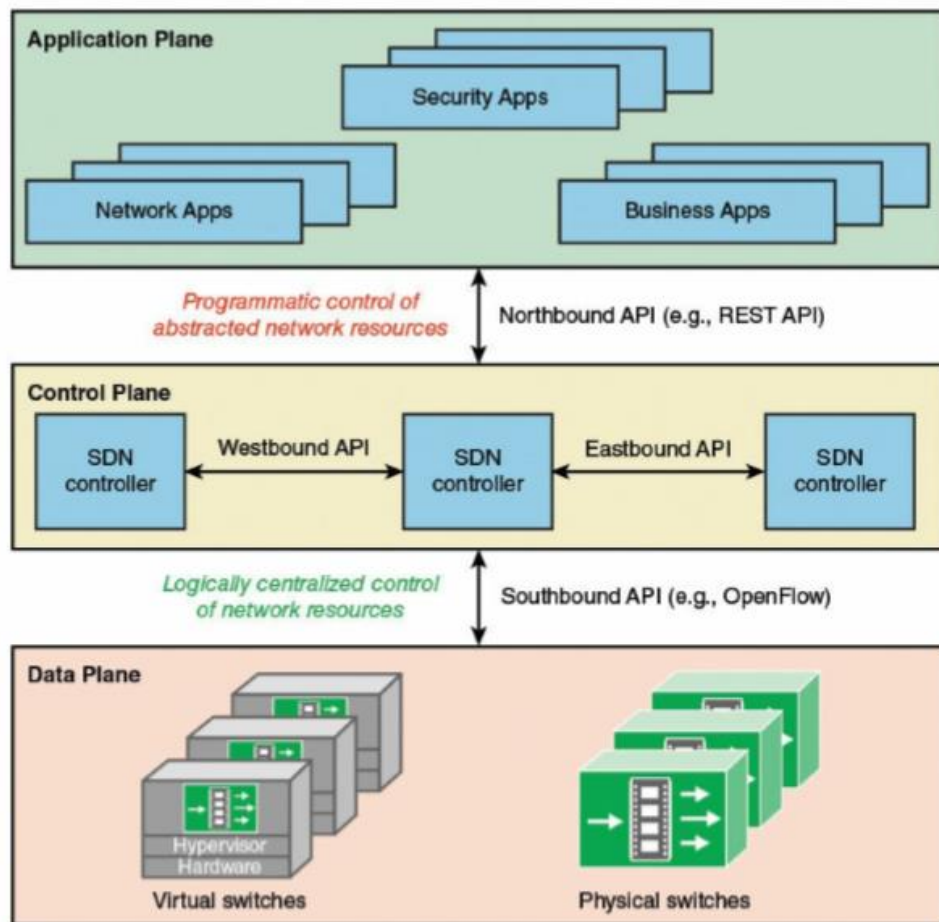 Application Plane
Security Apps
Network Apps
Business Apps
Programmatic control of
abstracted network resources
Northbound API (e.g., REST API)
Control Plane
SDN
controller
Westbound API
SDN
controller
Eastbound API
SDN
controller
Logically centralized control
of network resources
Southbound API (e.g., OpenFlow)
Data Plane
Hypervisor
Hardware
Virtual switches
Physical switches